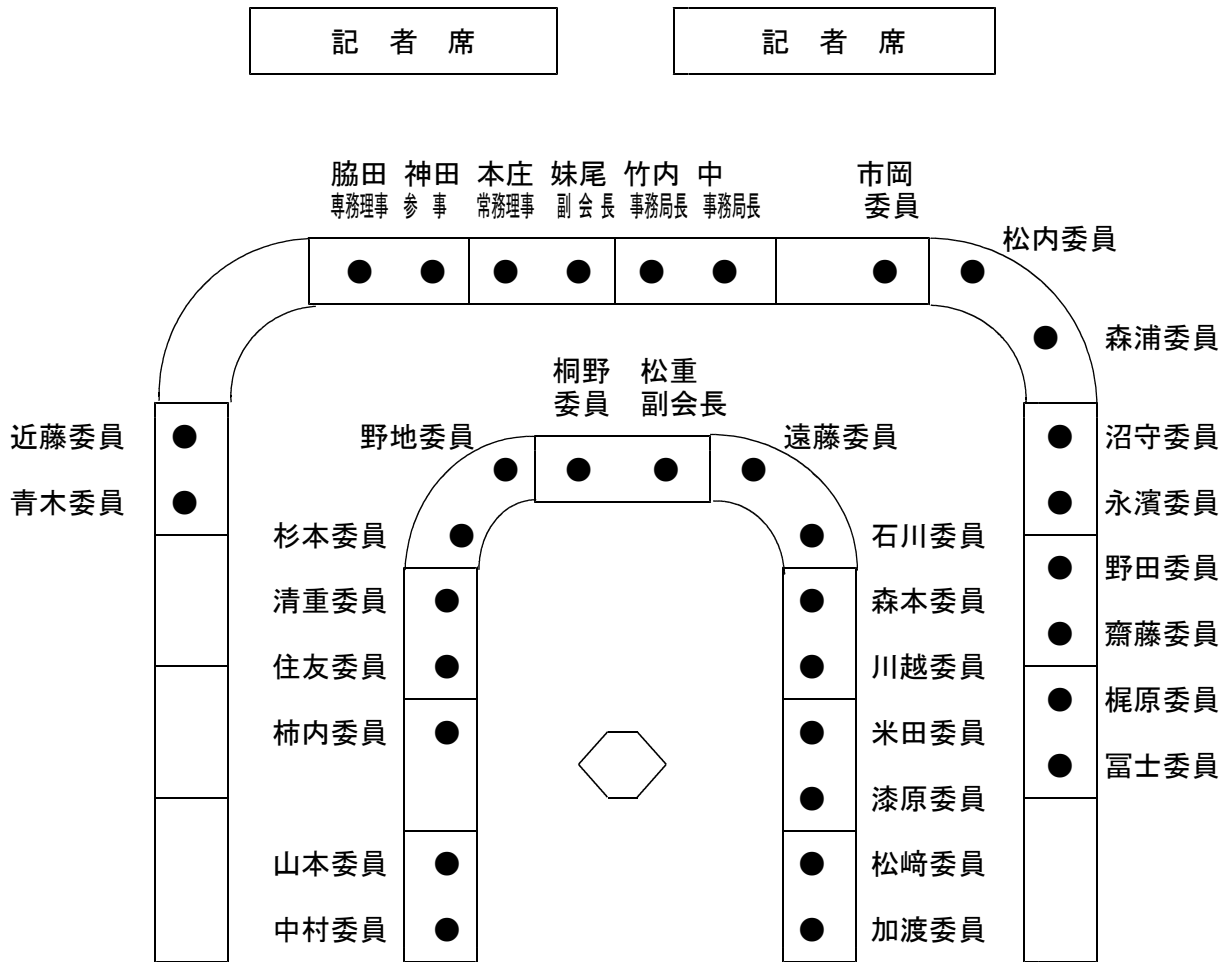 記 者 席 記 者 席
脇田 神田 本庄 妹尾 竹内 中 市岡
専務理事 参 事 常務理事 副 会 長 事務局長 事務局長 委員
松内委員
森浦委員
桐野 松重
委員 副会長
近藤委員 野地委員 遠藤委員 沼守委員
青木委員 永濱委員
杉本委員 石川委員
野田委員
清重委員 森本委員
齋藤委員
住友委員 川越委員
梶原委員
柿内委員 米田委員
冨士委員
漆原委員
山本委員 松﨑委員
中村委員 加渡委員